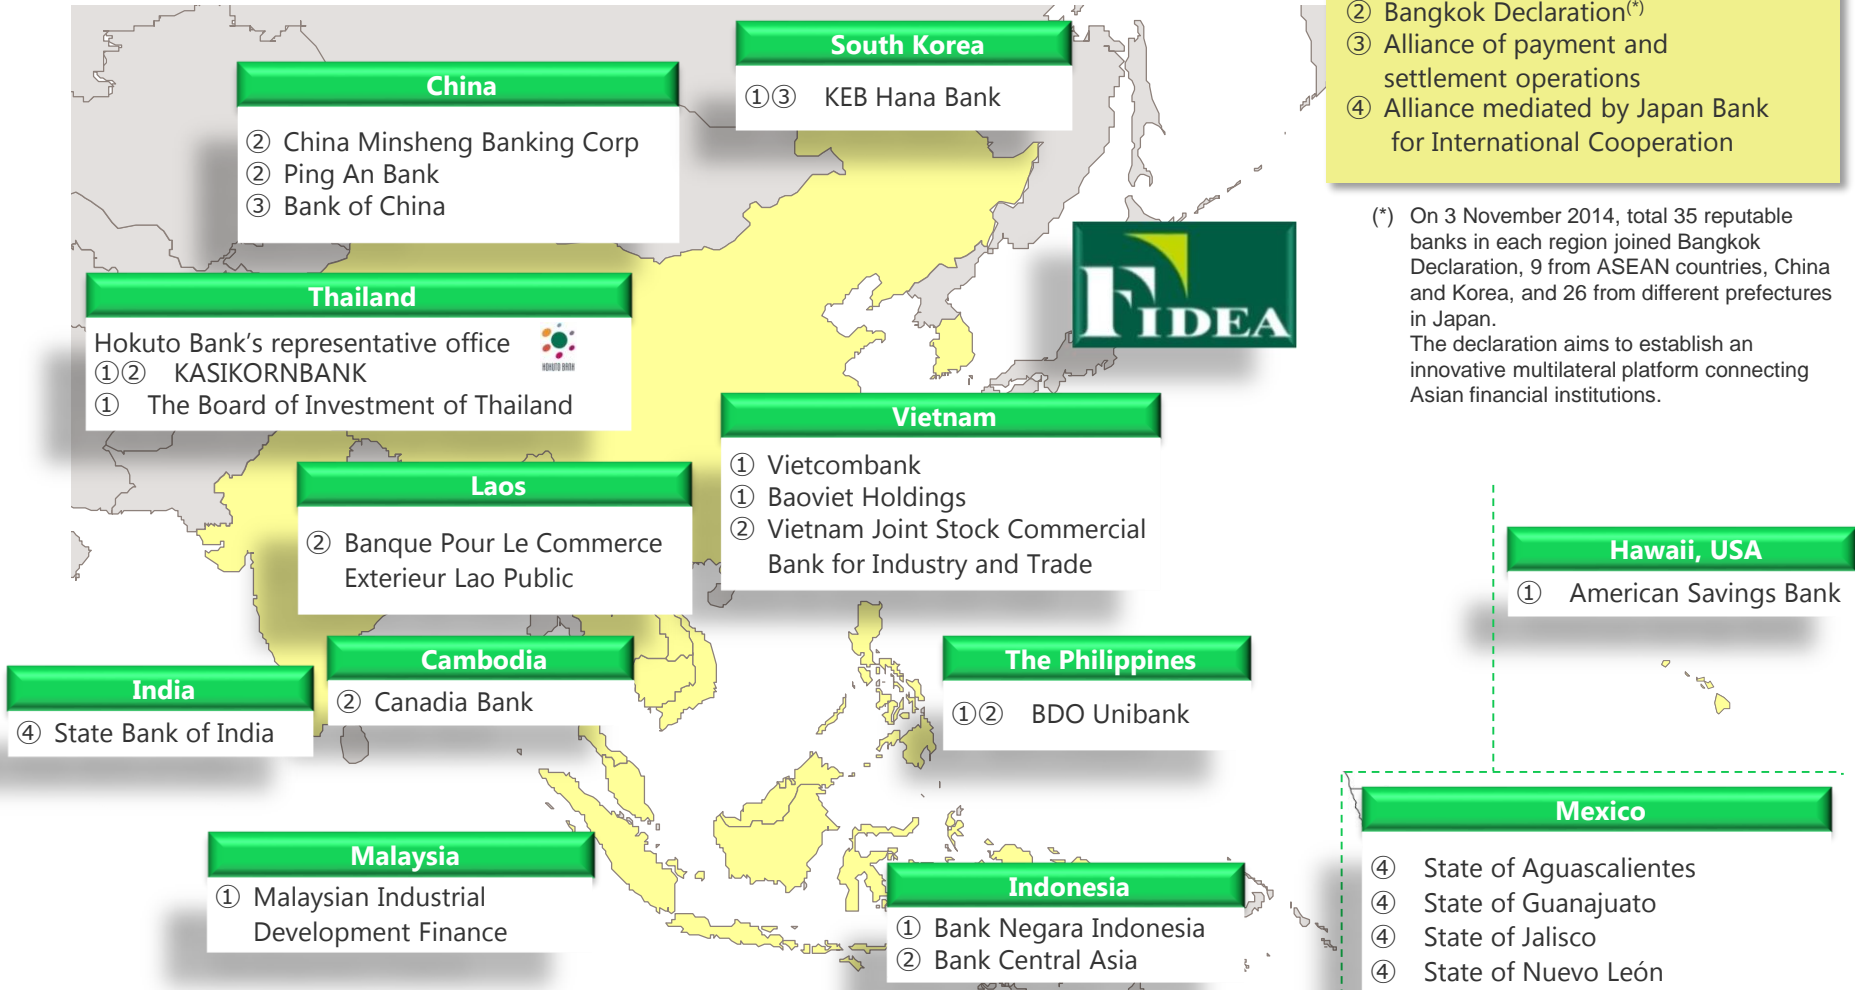 ② Bangkok Declaration(*)
③ Alliance of payment and
settlement operations
④ Alliance mediated by Japan Bank
for International Cooperation
South Korea
①③ KEB Hana Bank
China
② China Minsheng Banking Corp
② Ping An Bank
③ Bank of China
(*) On 3 November 2014, total 35 reputable
banks in each region joined Bangkok
Declaration, 9 from ASEAN countries, China
and Korea, and 26 from different prefectures
in Japan.
The declaration aims to establish an
innovative multilateral platform connecting
Asian financial institutions.
FIDEA
Thailand
Hokuto Bank's representative office
HOKUTO BANK
①② KASIKORNBANK
① The Board of Investment of Thailand
Vietnam
① Vietcombank
① Baoviet Holdings
② Vietnam Joint Stock Commercial
Bank for Industry and Trade
Laos
② Banque Pour Le Commerce
Exterieur Lao Public
Hawaii, USA
① American Savings Bank
Cambodia
② Canadia Bank
The Philippines
①② BDO Unibank
India
④ State Bank of India
Mexico
④ State of Aguascalientes
④ State of Guanajuato
④ State of Jalisco
④ State of Nuevo León
Malaysia
① Malaysian Industrial
Development Finance
Indonesia
① Bank Negara Indonesia
② Bank Central Asia